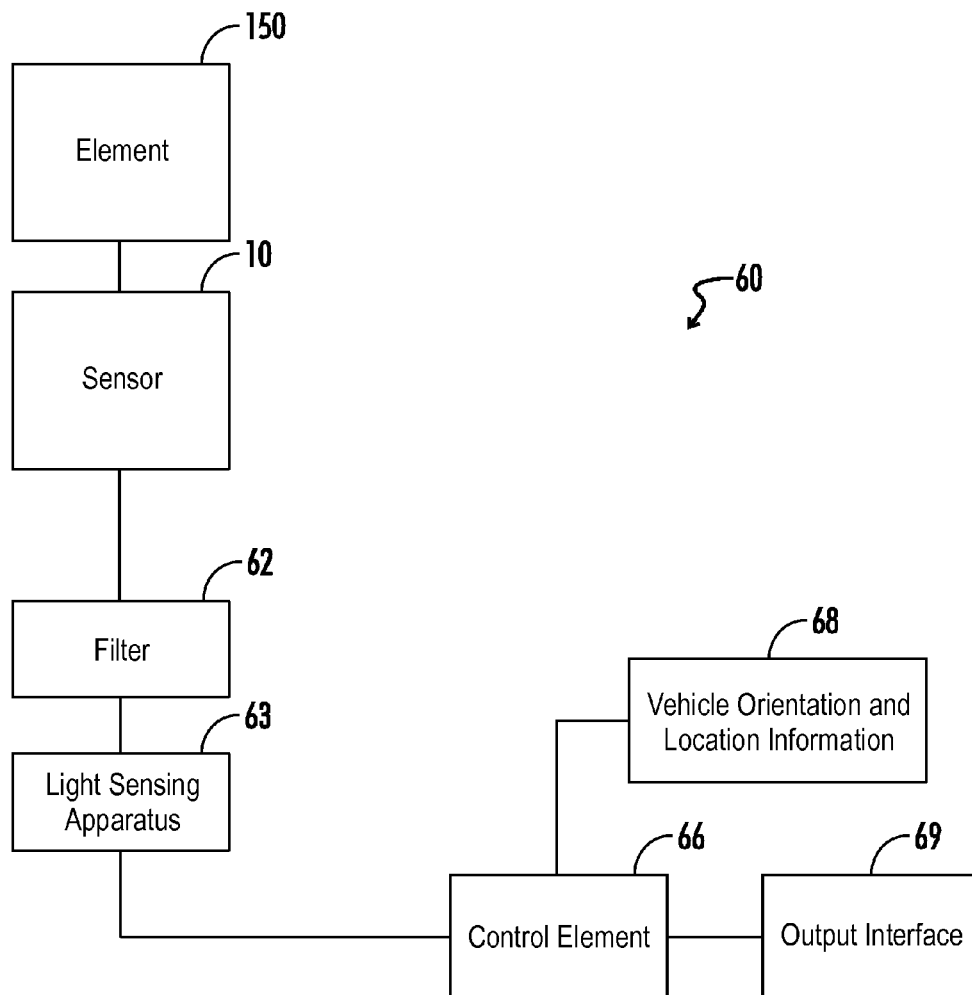 150
Element
10
Sensor
60
62
Filter
68
Vehicle Orientation and
Location Information
63
Light Sensing
Apparatus
66
Control Element
69
Output Interface